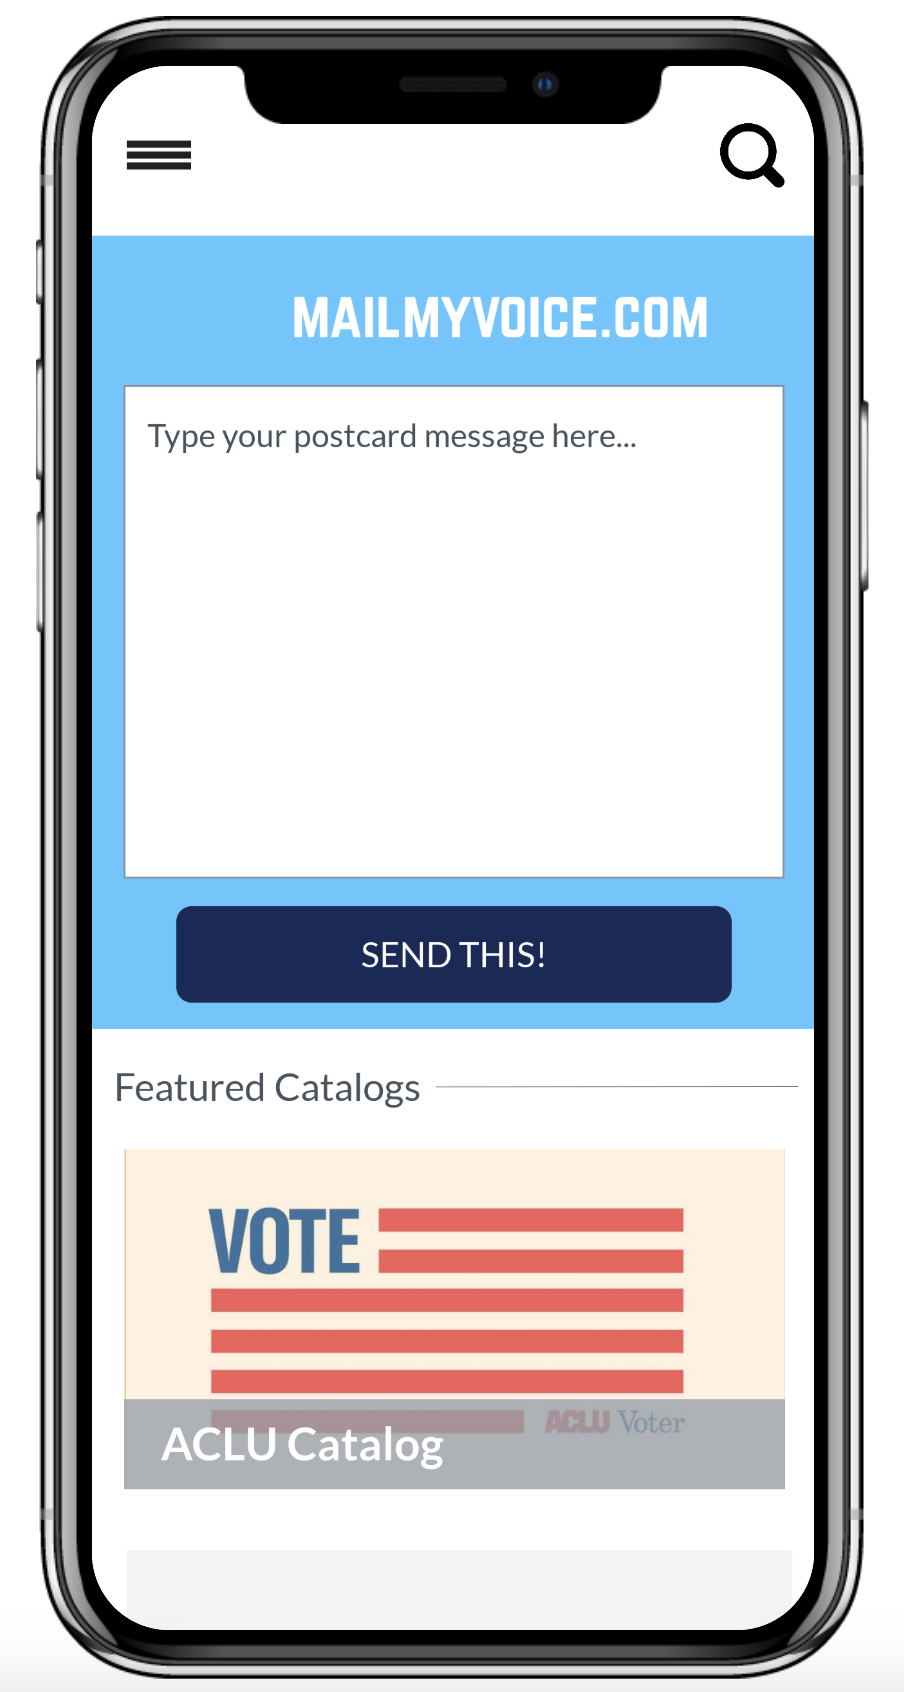 MAILMYVOICE.COM
Type your postcard message here...
SEND THIS!
Featured Catalogs
VOTE
ACLU Voter
ACLU Catalog